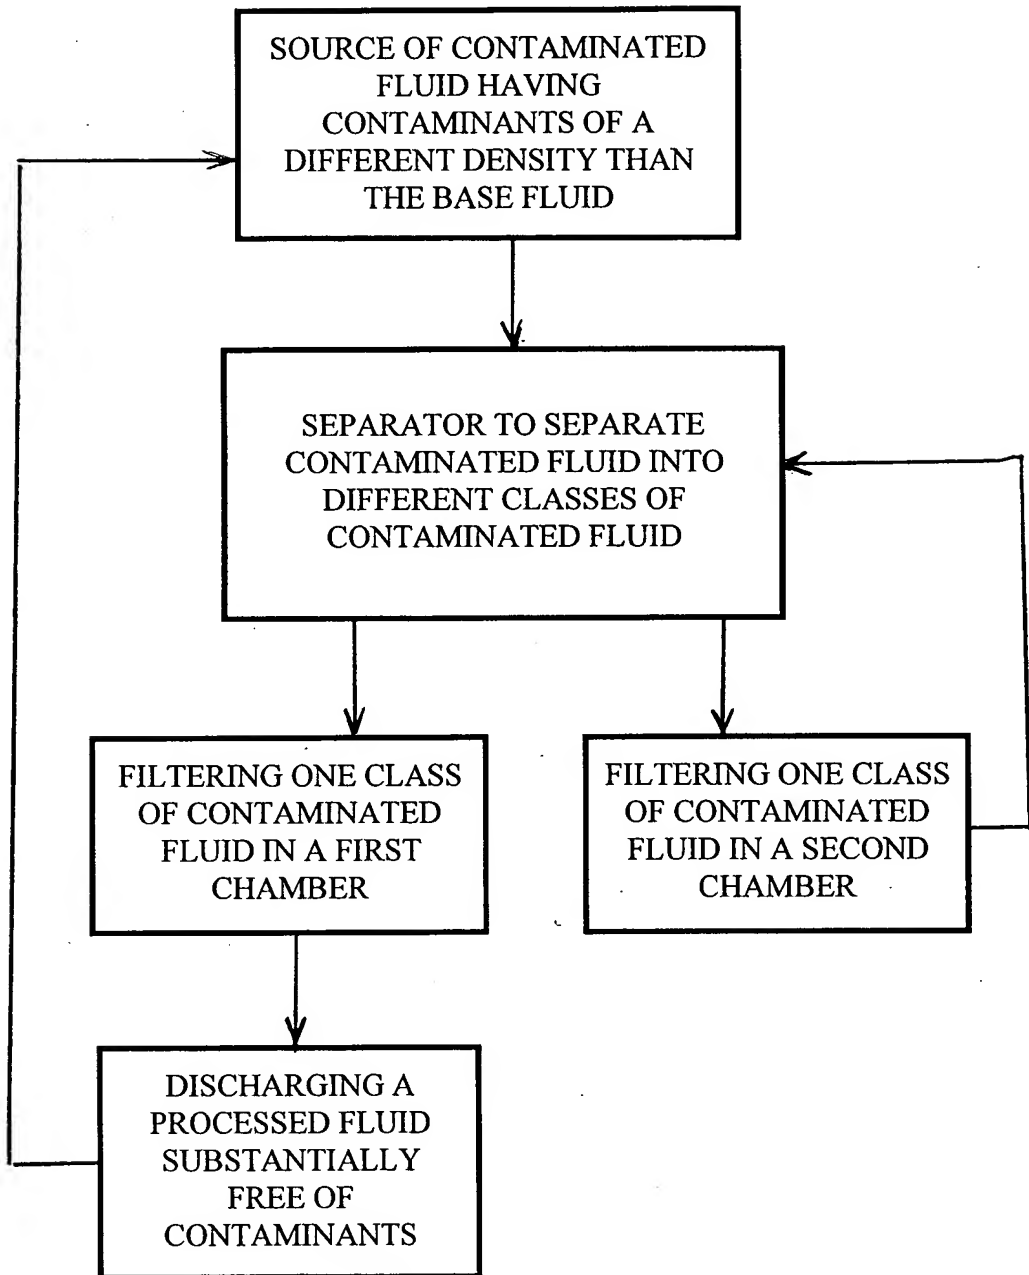 SOURCE OF CONTAMINATED
FLUID HAVING
CONTAMINANTS OF A
DIFFERENT DENSITY THAN
THE BASE FLUID
SEPARATOR TO SEPARATE
CONTAMINATED FLUID INTO
DIFFERENT CLASSES OF
CONTAMINATED FLUID
FILTERING ONE CLASS
OF CONTAMINATED
FLUID IN A FIRST
CHAMBER
FILTERING ONE CLASS
OF CONTAMINATED
FLUID IN A SECOND
CHAMBER
DISCHARGING A
PROCESSED FLUID
SUBSTANTIALLY
FREE OF
CONTAMINANTS